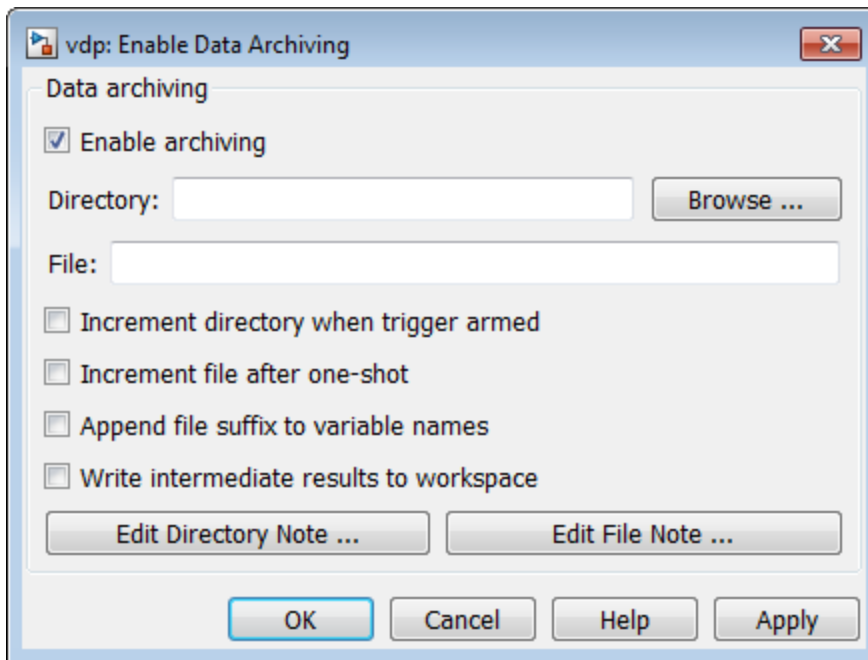 vdp: Enable Data Archiving
Data archiving
Enable archiving
Directory: Browse ...
File:
Increment directory when trigger armed
Increment file after one-shot
Append file suffix to variable names
Write intermediate results to workspace
Edit Directory Note ... Edit File Note ...
OK Cancel Help Apply